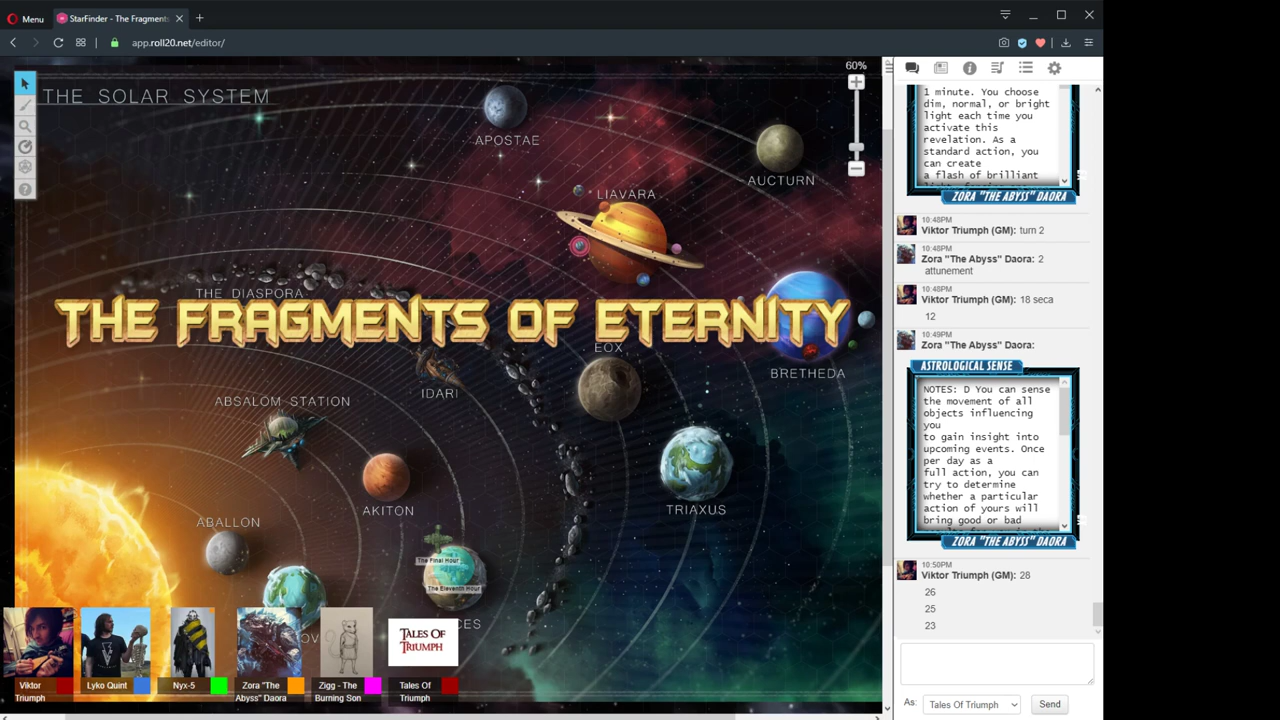 Menu
StarFinder - The Fragments
app.roll20.net/editor/
60%
THE SOLAR SYSTEM
APOSTAE
AUCTURN
LIAVARA
THE DIASPORA
THE FRAGMENTS OF ETERNITY
EOX
BRETHEDA
IDARI
ABSALOM STATION
TRIAXUS
AKITON
ABALLON
The Final Hour
The Eleventh Hour
CES
OV
TALES OF
TRIUMPH
Viktor
Triumph
Lyko Quint
Nyx-5
Zora "The
Abyss" Daora
Zigg - The
Burning Son
Tales Of
Triumph
1 minute. You choose
dim, normal, or bright
light each time you
activate this
revelation. As a
standard action, you
can create
a flash of brilliant
ZORA "THE ABYSS" DAORA
10:48PM
Viktor Triumph (GM): turn 2
10:48PM
Zora "The Abyss" Daora: 2
attunement
10:48PM
Viktor Triumph (GM): 18 seca
12
10:49PM
Zora "The Abyss" Daora:
ASTROLOGICAL SENSE
NOTES: D You can sense
the movement of all
objects influencing
you
to gain insight into
upcoming events. Once
per day as a
full action, you can
try to determine
whether a particular
action of yours will
bring good or bad
ZORA "THE ABYSS" DAORA
10:50PM
Viktor Triumph (GM): 28
26
25
23
As:
Tales Of Triumph
Send